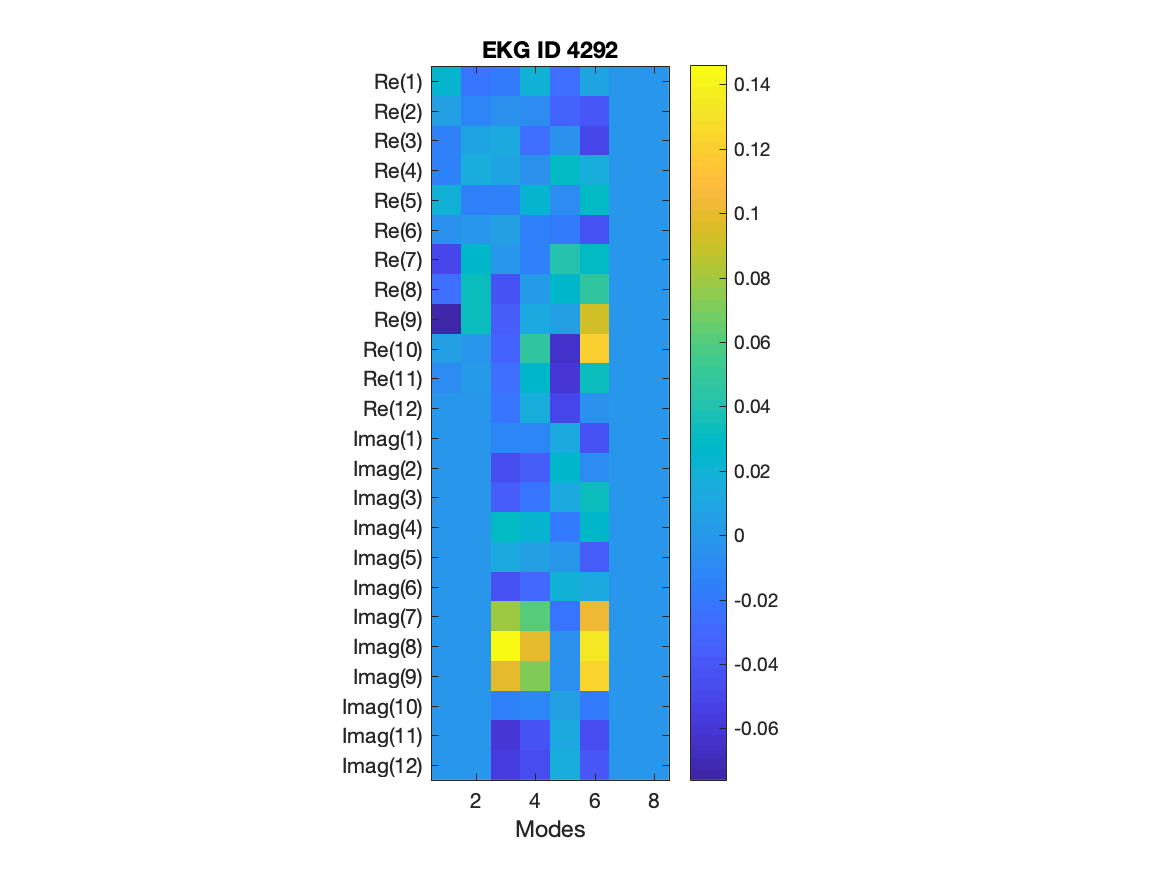 EKG ID 4292
Re(1)
Re(2)
Re(3)
Re(4)
Re(5)
Re(6)
Re(7)
Re(8)
Re(9)
Re(10)
Re(11)
Re(12)
Imag(1)
Imag(2)
Imag(3)
Imag(4)
Imag(5)
Imag(6)
Imag(7)
Imag(8)
Imag(9)
Imag(10)
Imag(11)
Imag(12)
2 4 6 8
Modes
0.14
0.12
0.1
0.08
0.06
0.04
0.02
0
-0.02
-0.04
-0.06